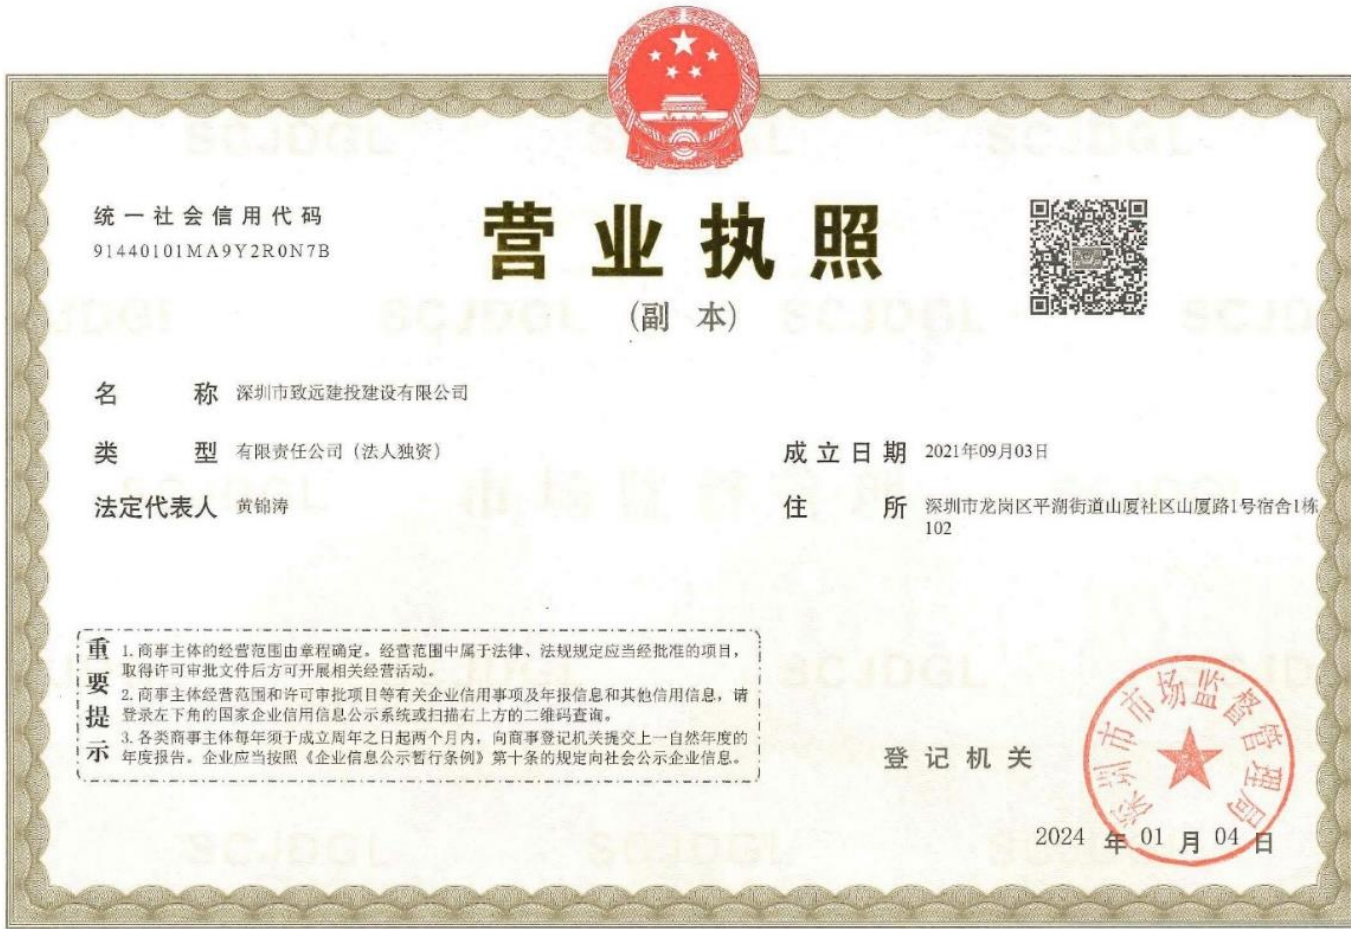 统一社会信用代码
91440101MA9Y2R0N7B
营业执照
(副 本)
名 称 深圳市致远建投建设有限公司
类 型 有限责任公司（法人独资）
法定代表人 黄锦涛
成立日期 2021年09月03日
住 所 深圳市龙岗区平湖街道山厦社区山厦路1号宿舍1栋
102
重要提示
1. 商事主体的经营范围由章程确定。经营范围中属于法律、法规规定应当经批准的项目，
取得许可审批文件后方可开展相关经营活动。
2. 商事主体经营范围和许可审批项目等有关企业信用事项及年报信息和其他信用信息，请
登录左下角的国家企业信用信息公示系统或扫描右上方的二维码查询。
3. 各类商事主体每年须于成立周年之日起两个月内，向商事登记机关提交上一自然年度的
年度报告。企业应当按照《企业信息公示暂行条例》第十条的规定向社会公示企业信息。
登记机关
深圳市市场监督管理局
2024 年 01 月 04 日
SCJDGL